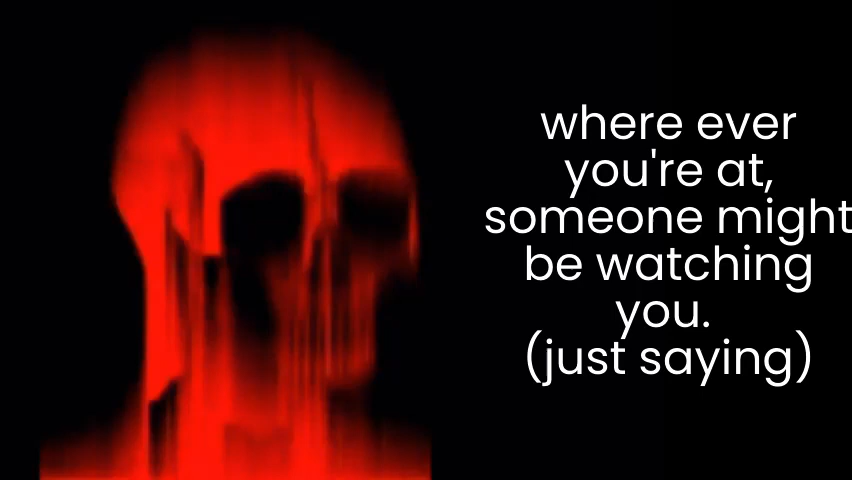 where ever
you're at,
someone might
be watching
you.
(just saying)